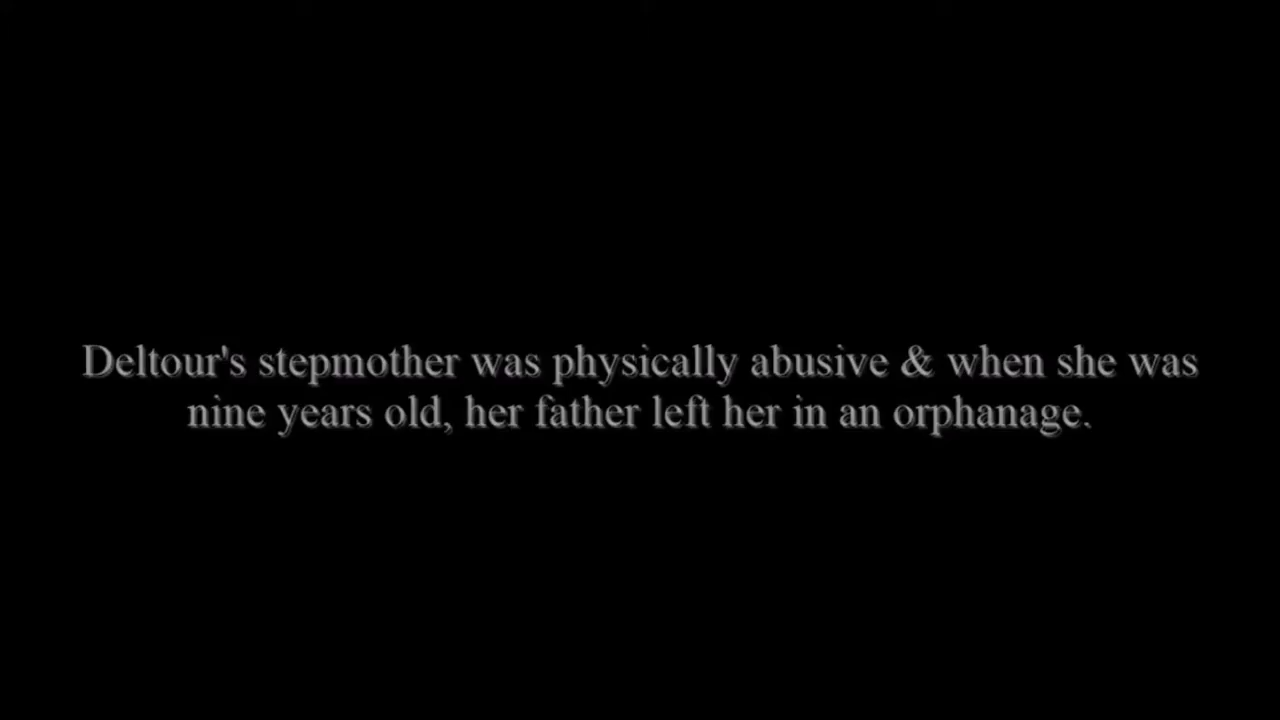 Deltour's stepmother was physically abusive & when she was
nine years old, her father left her in an orphanage.